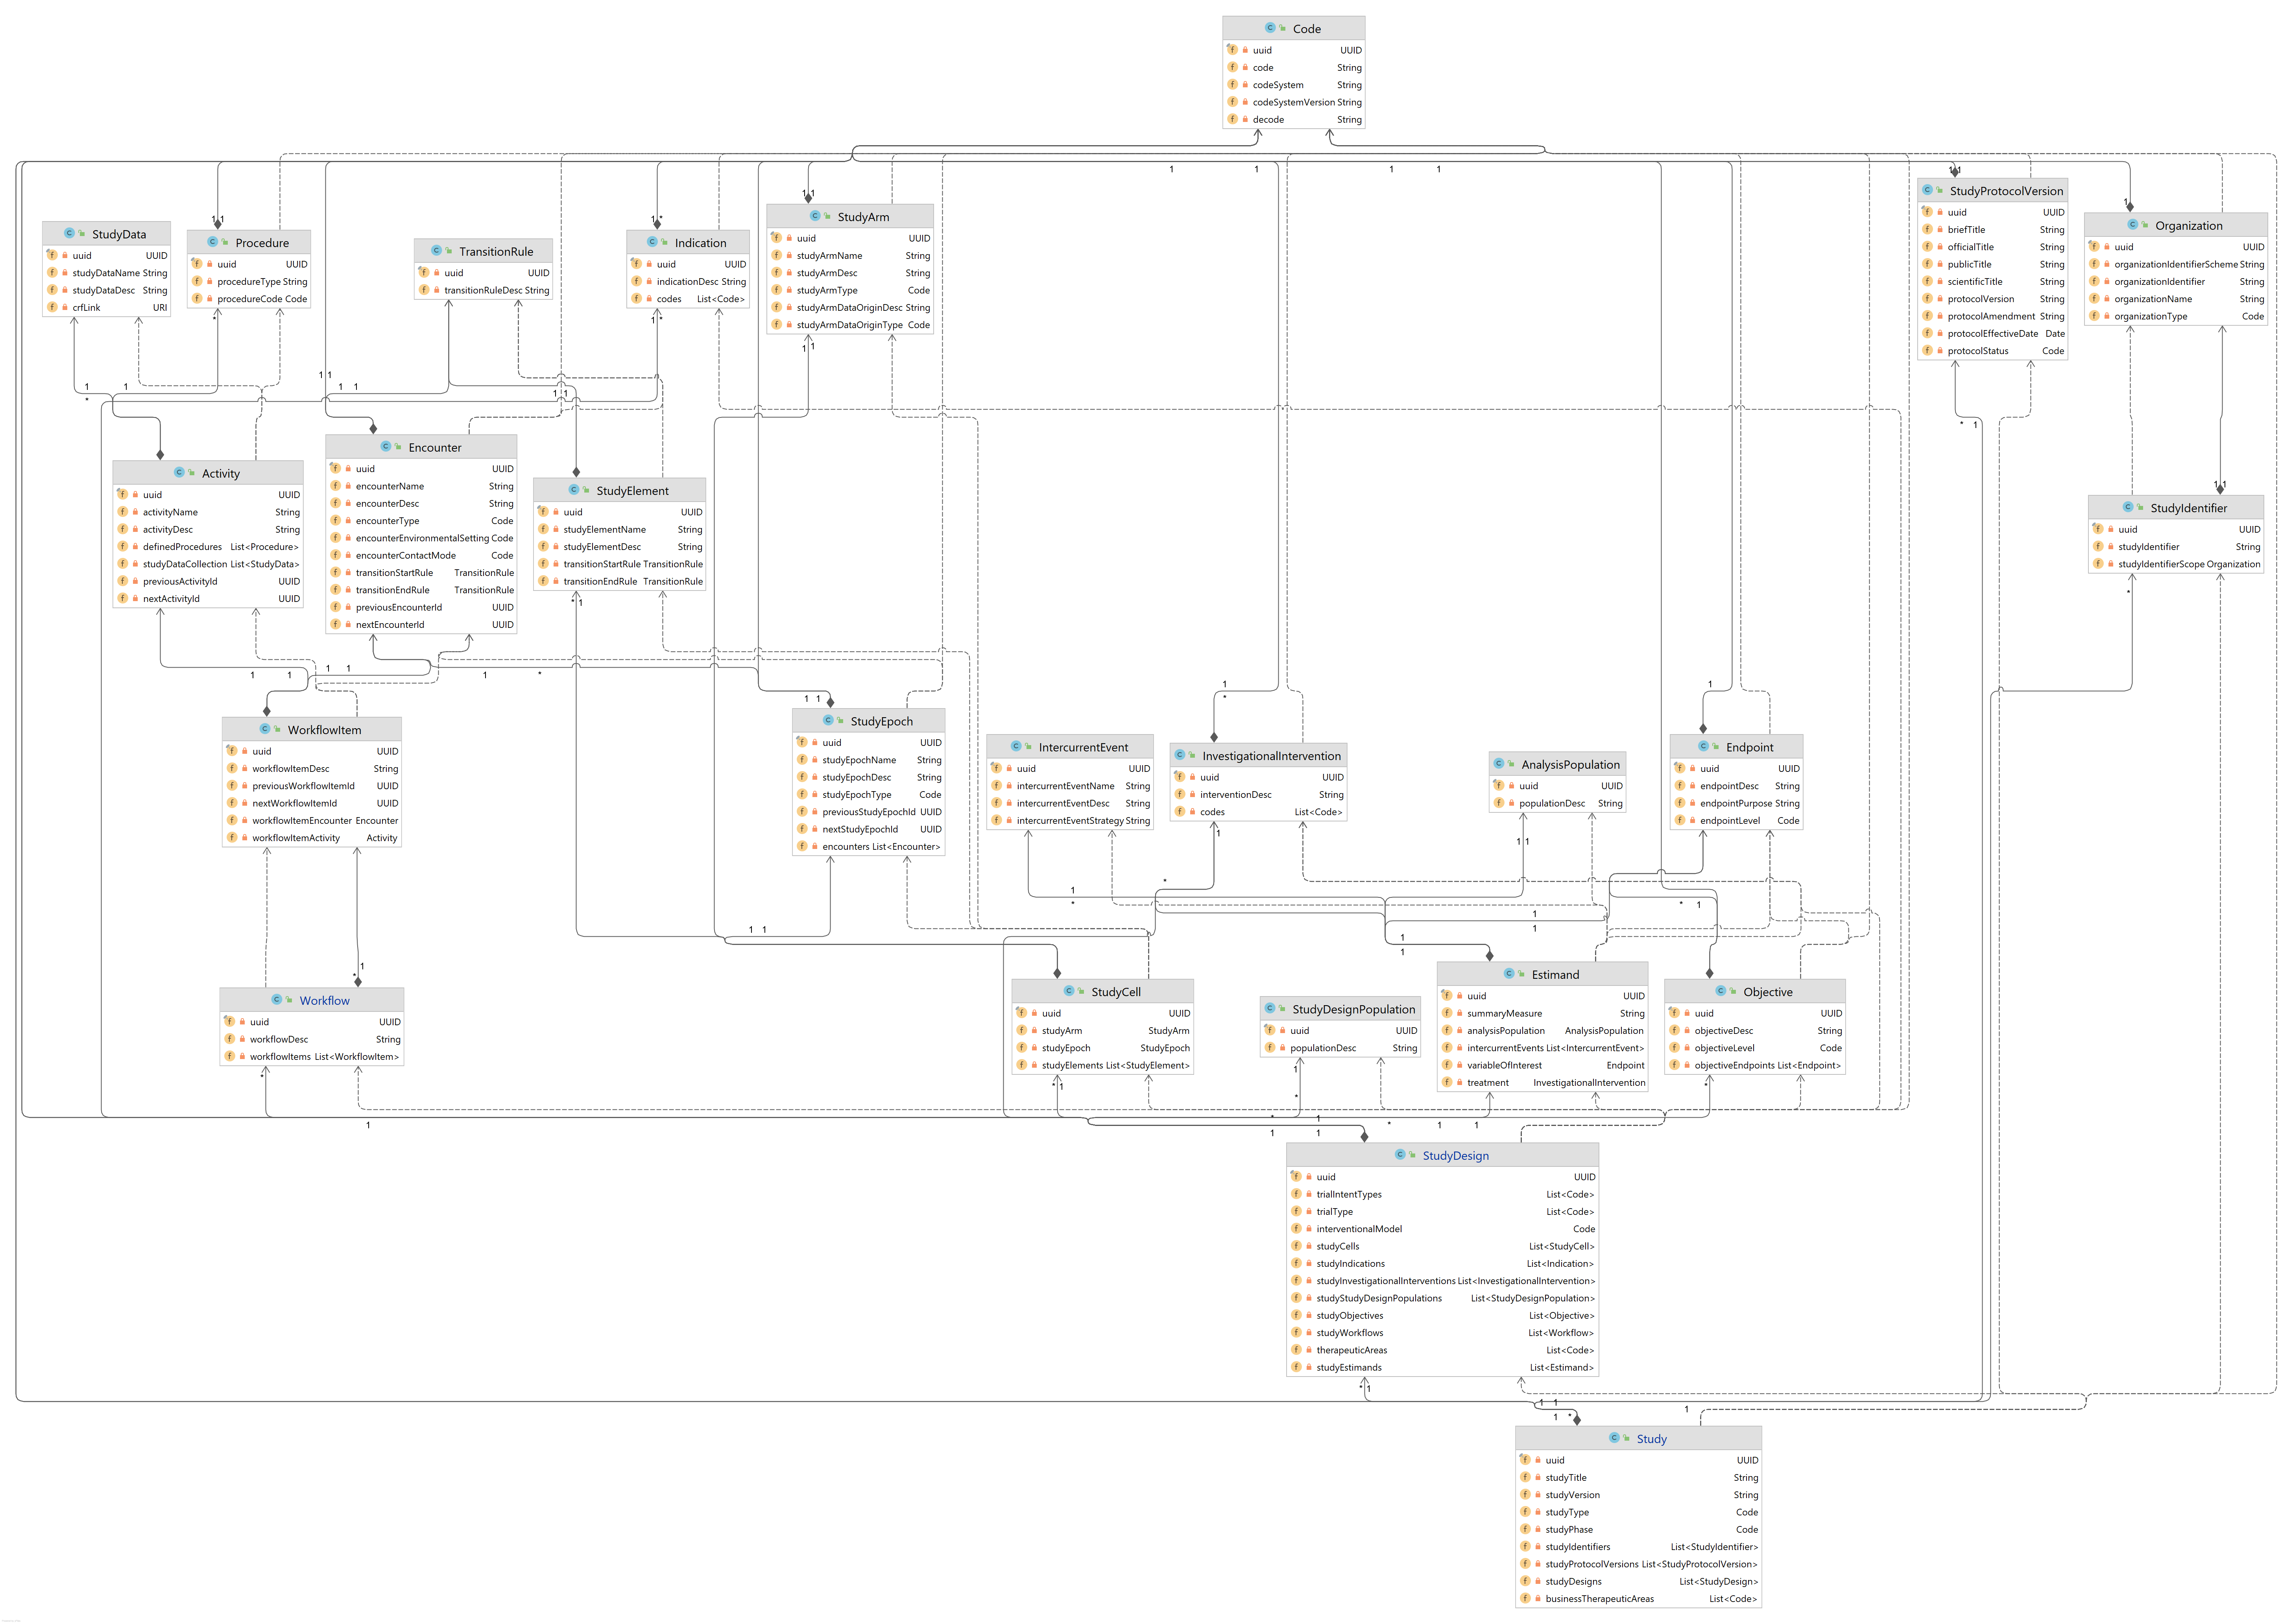 Code
uuid UUID
code String
codeSystem String
codeSystemVersion String
decode String
StudyData
uuid UUID
studyDataName String
studyDataDesc String
crfLink URI
Procedure
uuid UUID
procedureType String
procedureCode Code
TransitionRule
uuid UUID
transitionRuleDesc String
Indication
uuid UUID
indicationDesc String
codes List<Code>
StudyArm
uuid UUID
studyArmName String
studyArmDesc String
studyArmType Code
studyArmDataOriginDesc String
studyArmDataOriginType Code
StudyProtocolVersion
uuid UUID
briefTitle String
officialTitle String
publicTitle String
scientificTitle String
protocolVersion String
protocolAmendment String
protocolEffectiveDate Date
protocolStatus Code
Organization
uuid UUID
organizationIdentifierScheme String
organizationIdentifier String
organizationName String
organizationType Code
Activity
uuid UUID
activityName String
activityDesc String
definedProcedures List<Procedure>
studyDataCollection List<StudyData>
previousActivityId UUID
nextActivityId UUID
Encounter
uuid UUID
encounterName String
encounterDesc String
encounterType Code
encounterEnvironmentalSetting Code
encounterContactMode Code
transitionStartRule TransitionRule
transitionEndRule TransitionRule
previousEncounterId UUID
nextEncounterId UUID
StudyElement
uuid UUID
studyElementName String
studyElementDesc String
transitionStartRule TransitionRule
transitionEndRule TransitionRule
StudyIdentifier
uuid UUID
studyIdentifier String
studyIdentifierScope Organization
WorkflowItem
uuid UUID
workflowItemDesc String
previousWorkflowItemId UUID
nextWorkflowItemId UUID
workflowItemEncounter Encounter
workflowItemActivity Activity
StudyEpoch
uuid UUID
studyEpochName String
studyEpochDesc String
studyEpochType Code
previousStudyEpochId UUID
nextStudyEpochId UUID
encounters List<Encounter>
IntercurrentEvent
uuid UUID
intercurrentEventName String
intercurrentEventDesc String
intercurrentEventStrategy String
InvestigationalIntervention
uuid UUID
interventionDesc String
codes List<Code>
AnalysisPopulation
uuid UUID
populationDesc String
Endpoint
uuid UUID
endpointDesc String
endpointPurpose String
endpointLevel Code
Workflow
uuid UUID
workflowDesc String
workflowItems List<WorkflowItem>
StudyCell
uuid UUID
studyArm StudyArm
studyEpoch StudyEpoch
studyElements List<StudyElement>
StudyDesignPopulation
uuid UUID
populationDesc String
Estimand
uuid UUID
summaryMeasure String
analysisPopulation AnalysisPopulation
intercurrentEvents List<IntercurrentEvent>
variableOfInterest Endpoint
treatment InvestigationalIntervention
Objective
uuid UUID
objectiveDesc String
objectiveLevel Code
objectiveEndpoints List<Endpoint>
StudyDesign
uuid UUID
trialIntentTypes List<Code>
trialType List<Code>
interventionalModel Code
studyCells List<StudyCell>
studyIndications List<Indication>
studyInvestigationalInterventions List<InvestigationalIntervention>
studyStudyDesignPopulations List<StudyDesignPopulation>
studyObjectives List<Objective>
studyWorkflows List<Workflow>
therapeuticAreas List<Code>
studyEstimands List<Estimand>
Study
uuid UUID
studyTitle String
studyVersion String
studyType Code
studyPhase Code
studyIdentifiers List<StudyIdentifier>
studyProtocolVersions List<StudyProtocolVersion>
studyDesigns List<StudyDesign>
businessTherapeuticAreas List<Code>